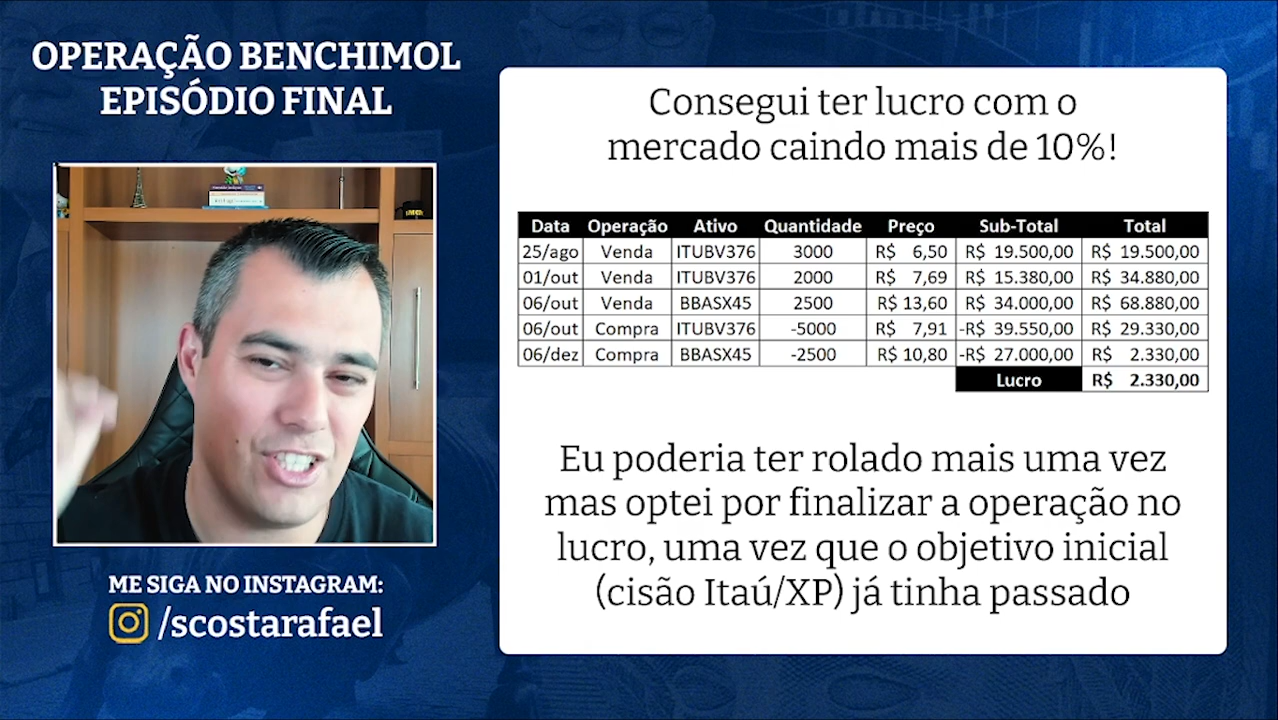 OPERAÇÃO BENCHIMOL
EPISÓDIO FINAL
ME SIGA NO INSTAGRAM:
/scostarafael
Consegui ter lucro com o
mercado caindo mais de 10%!
Data Operação Ativo Quantidade Preço Sub-Total Total
25/ago Venda ITUBV376 3000 R$ 6,50 R$ 19.500,00 R$ 19.500,00
01/out Venda ITUBV376 2000 R$ 7,69 R$ 15.380,00 R$ 34.880,00
06/out Venda BBASX45 2500 R$ 13,60 R$ 34.000,00 R$ 68.880,00
06/out Compra ITUBV376 -5000 R$ 7,91 -R$ 39.550,00 R$ 29.330,00
06/dez Compra BBASX45 -2500 R$ 10,80 -R$ 27.000,00 R$ 2.330,00
Lucro R$ 2.330,00
Eu poderia ter rolado mais uma vez
mas optei por finalizar a operação no
lucro, uma vez que o objetivo inicial
(cisão Itaú/XP) já tinha passado